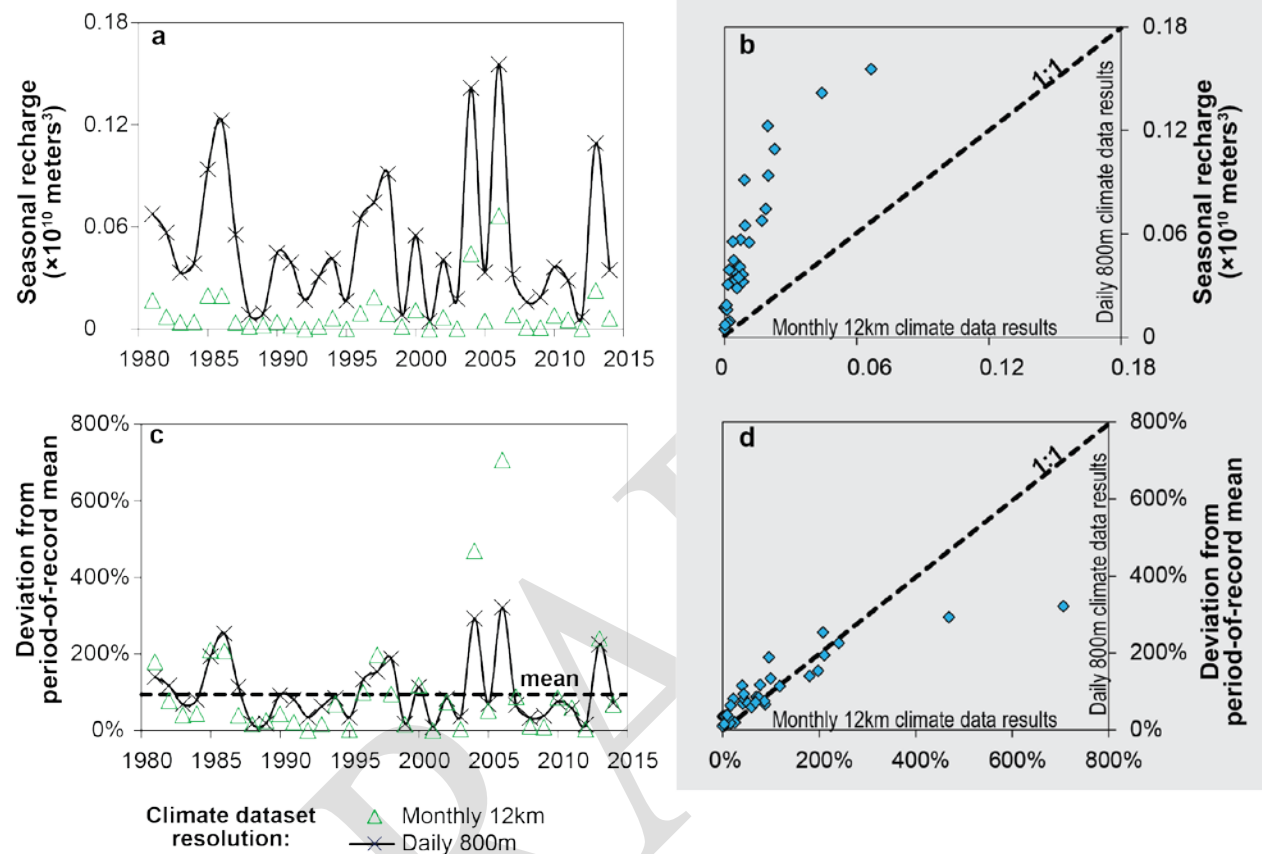 a
Seasonal recharge
(×10¹⁰ meters³)
0.18
0.12
0.06
0
1980 1985 1990 1995 2000 2005 2010 2015
b
1:1
Monthly 12km climate data results
Daily 800m climate data results
0.18
0.12
0.06
0
0 0.06 0.12 0.18
Seasonal recharge
(×10¹⁰ meters³)
c
Deviation from
period-of-record mean
800%
600%
400%
200%
0%
mean
1980 1985 1990 1995 2000 2005 2010 2015
d
1:1
Monthly 12km climate data results
Daily 800m climate data results
800%
600%
400%
200%
0%
0% 200% 400% 600% 800%
Deviation from
period-of-record mean
Climate dataset
resolution:
Monthly 12km
Daily 800m